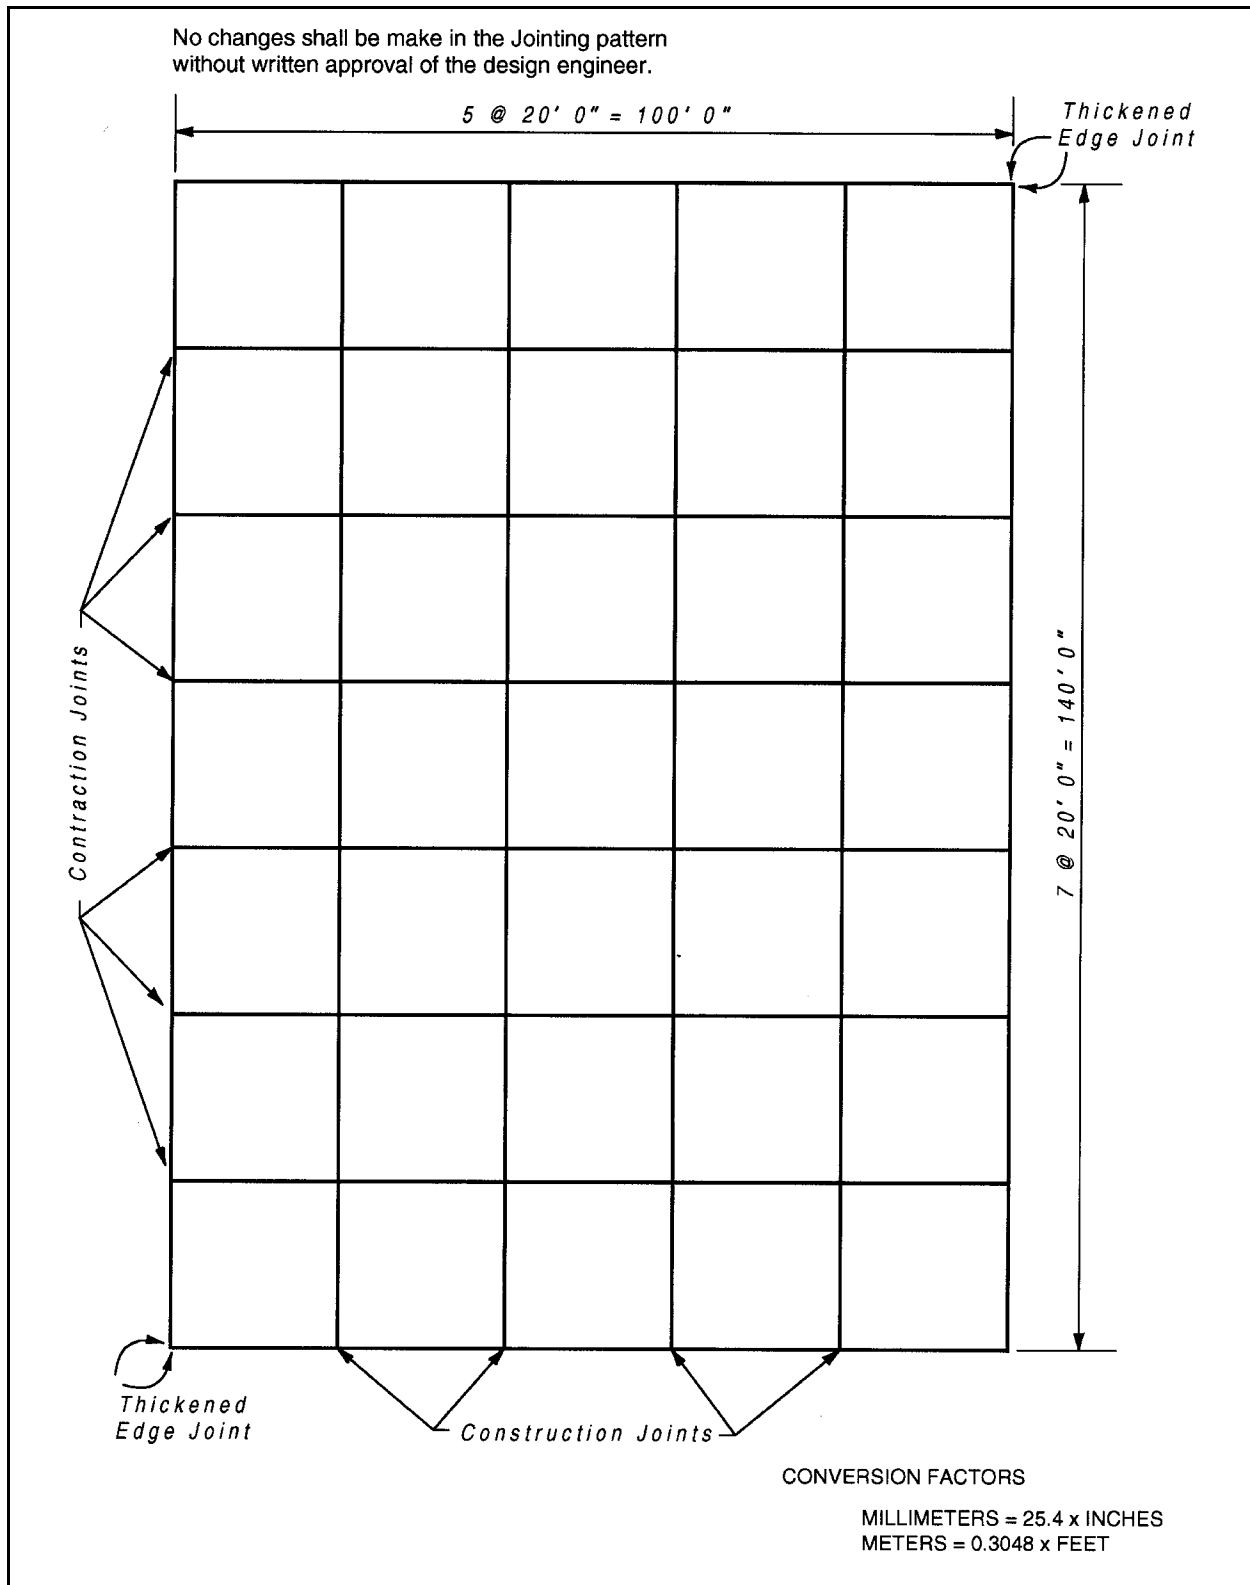 No changes shall be make in the Jointing pattern
without written approval of the design engineer.
5 @ 20' 0" = 100' 0"
Thickened
Edge Joint
Contraction Joints
7 @ 20' 0" = 140' 0"
Thickened
Edge Joint
Construction Joints
CONVERSION FACTORS
MILLIMETERS = 25.4 x INCHES
METERS = 0.3048 x FEET